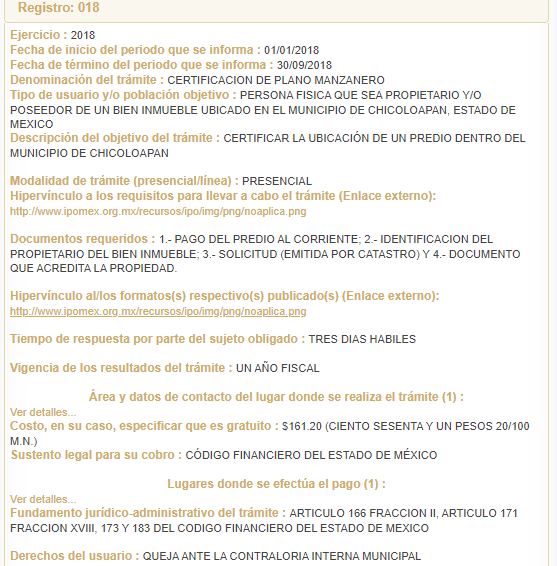 Registro: 018
Ejercicio : 2018
Fecha de inicio del periodo que se informa : 01/01/2018
Fecha de término del periodo que se informa : 30/09/2018
Denominación del trámite : CERTIFICACION DE PLANO MANZANERO
Tipo de usuario y/o población objetivo : PERSONA FISICA QUE SEA PROPIETARIO Y/O
POSEEDOR DE UN BIEN INMUEBLE UBICADO EN EL MUNICIPIO DE CHICOLOAPAN, ESTADO DE
MEXICO
Descripción del objetivo del trámite : CERTIFICAR LA UBICACIÓN DE UN PREDIO DENTRO DEL
MUNICIPIO DE CHICOLOAPAN
Modalidad de trámite (presencial/línea) : PRESENCIAL
Hipervínculo a los requisitos para llevar a cabo el trámite (Enlace externo):
http://www.ipomex.org.mx/recursos/ipo/img/png/noaplica.png
Documentos requeridos : 1.- PAGO DEL PREDIO AL CORRIENTE; 2.- IDENTIFICACION DEL
PROPIETARIO DEL BIEN INMUEBLE; 3.- SOLICITUD (EMITIDA POR CATASTRO) Y 4.- DOCUMENTO
QUE ACREDITA LA PROPIEDAD.
Hipervínculo al/los formatos(s) respectivo(s) publicado(s) (Enlace externo):
http://www.ipomex.org.mx/recursos/ipo/img/png/noaplica.png
Tiempo de respuesta por parte del sujeto obligado : TRES DIAS HABILES
Vigencia de los resultados del trámite : UN AÑO FISCAL
Área y datos de contacto del lugar donde se realiza el trámite (1) :
Ver detalles...
Costo, en su caso, especificar que es gratuito : $161.20 (CIENTO SESENTA Y UN PESOS 20/100
M.N.)
Sustento legal para su cobro : CÓDIGO FINANCIERO DEL ESTADO DE MÉXICO
Lugares donde se efectúa el pago (1) :
Ver detalles...
Fundamento jurídico-administrativo del trámite : ARTICULO 166 FRACCION II, ARTICULO 171
FRACCION XVIII, 173 Y 183 DEL CODIGO FINANCIERO DEL ESTADO DE MEXICO
Derechos del usuario : QUEJA ANTE LA CONTRALORIA INTERNA MUNICIPAL